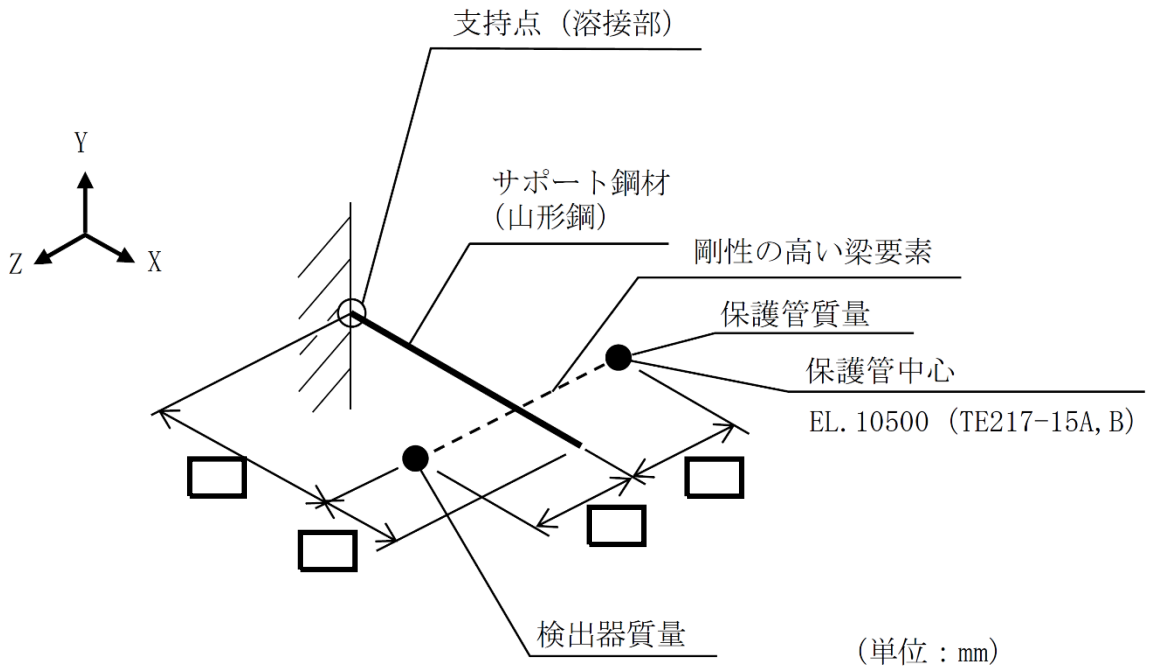 支持点（溶接部）
Y
Z
X
サポート鋼材
（山形鋼）
剛性の高い梁要素
保護管質量
保護管中心
EL.10500（TE217-15A,B）
検出器質量
（単位：mm）